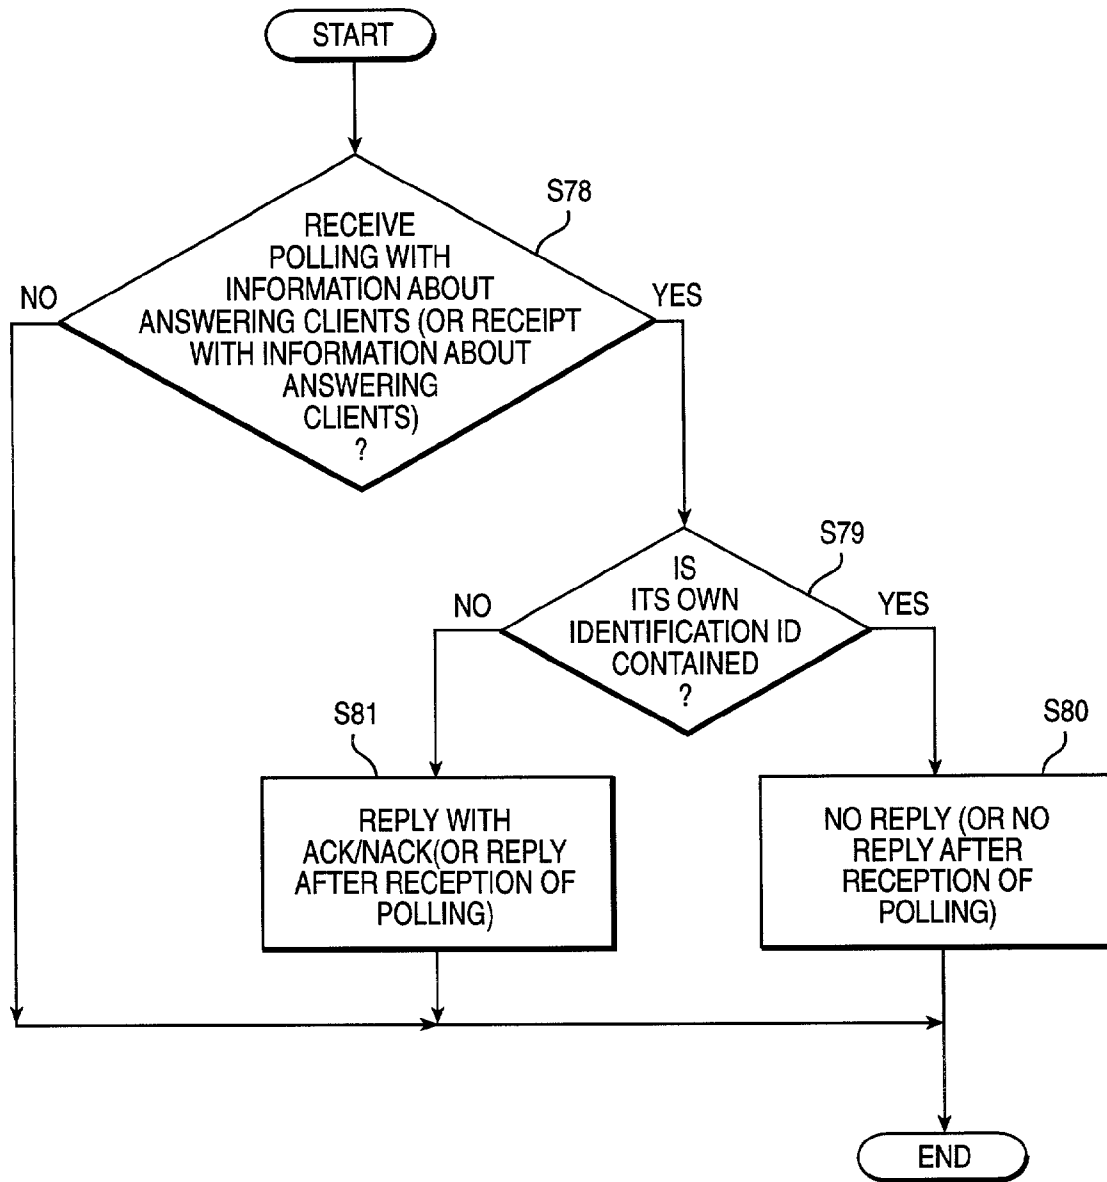 START
S78
RECEIVE
POLLING WITH
INFORMATION ABOUT
ANSWERING CLIENTS (OR RECEIPT
WITH INFORMATION ABOUT
ANSWERING
CLIENTS)
?
NO
YES
S79
IS
ITS OWN
IDENTIFICATION ID
CONTAINED
?
NO
YES
S81
REPLY WITH
ACK/NACK(OR REPLY
AFTER RECEPTION OF
POLLING)
S80
NO REPLY (OR NO
REPLY AFTER
RECEPTION OF
POLLING)
END